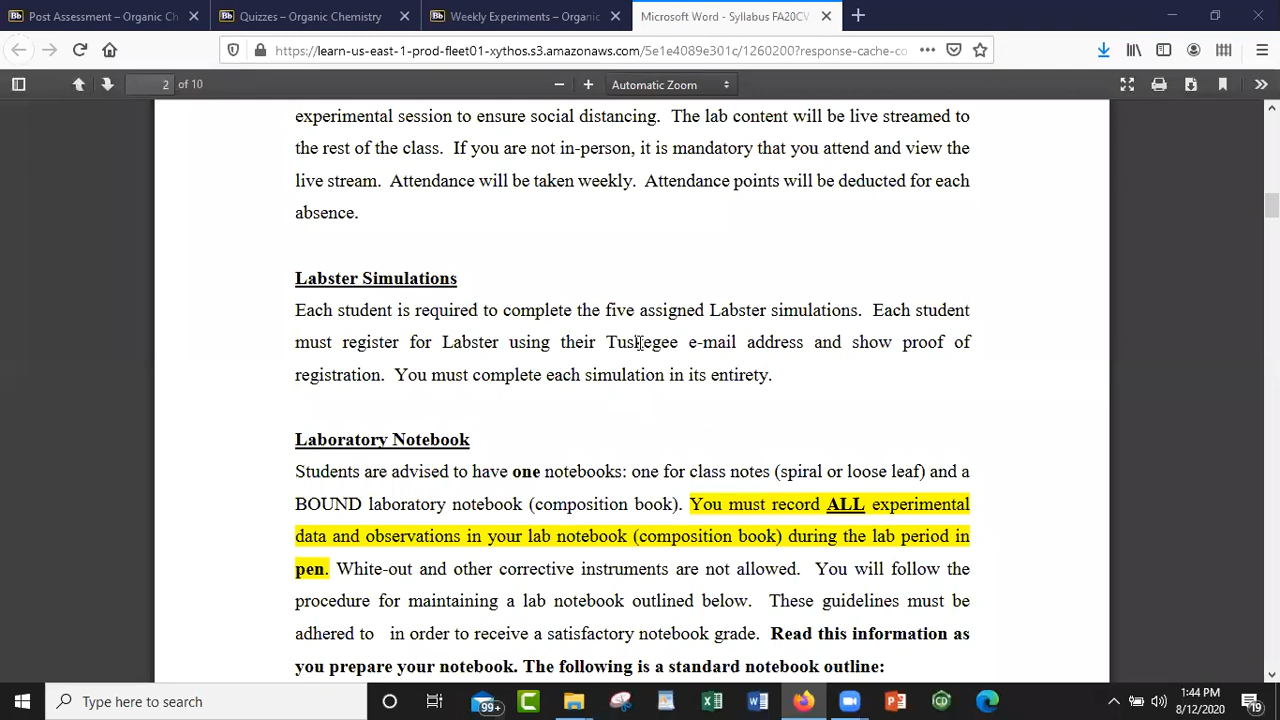 Post Assessment – Organic Ch
Quizzes – Organic Chemistry
Weekly Experiments – Organic
Microsoft Word - Syllabus FA20CV
https://learn-us-east-1-prod-fleet01-xythos.s3.amazonaws.com/5e1e4089e301c/1260200?response-cache-co
2 of 10
Automatic Zoom
experimental session to ensure social distancing. The lab content will be live streamed to
the rest of the class. If you are not in-person, it is mandatory that you attend and view the
live stream. Attendance will be taken weekly. Attendance points will be deducted for each
absence.
Labster Simulations
Each student is required to complete the five assigned Labster simulations. Each student
must register for Labster using their Tuskegee e-mail address and show proof of
registration. You must complete each simulation in its entirety.
Laboratory Notebook
Students are advised to have one notebooks: one for class notes (spiral or loose leaf) and a
BOUND laboratory notebook (composition book). You must record ALL experimental
data and observations in your lab notebook (composition book) during the lab period in
pen. White-out and other corrective instruments are not allowed. You will follow the
procedure for maintaining a lab notebook outlined below. These guidelines must be
adhered to in order to receive a satisfactory notebook grade. Read this information as
you prepare your notebook. The following is a standard notebook outline:
Type here to search
99+
1:44 PM
8/12/2020
19